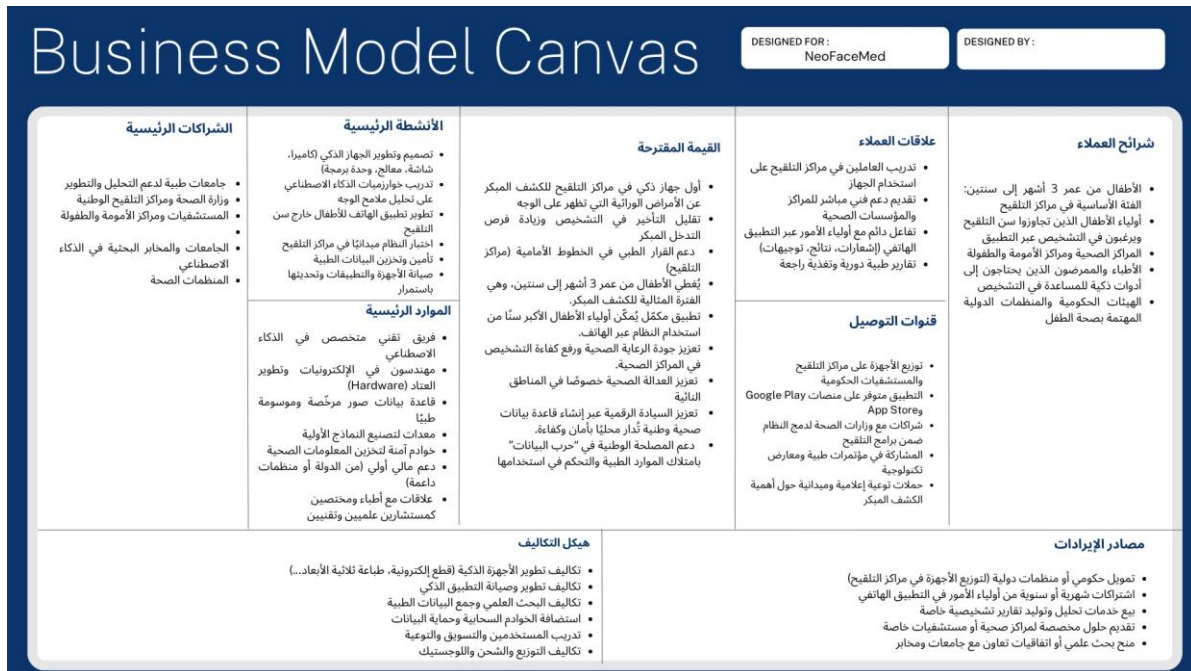 Business Model Canvas
DESIGNED FOR :
NeoFaceMed
DESIGNED BY :
شرائح العملاء
• الأطفال من عمر 3 أشهر إلى سنتين:
الفئة الأساسية في مراكز التلقيح
• أولياء الأطفال الذين تجاوزوا سن التلقيح
ويرغبون في التشخيص عبر التطبيق
• المراكز الصحية ومراكز الأمومة والطفولة
• الأطباء والممرضون الذين يحتاجون إلى
أدوات ذكية للمساعدة في التشخيص
• الهيئات الحكومية والمنظمات الدولية
المهتمة بصحة الطفل
علاقات العملاء
• تدريب العاملين في مراكز التلقيح على
استخدام الجهاز
• تقديم دعم فني مباشر للمراكز
والمؤسسات الصحية
• تفاعل دائم مع أولياء الأمور عبر التطبيق
الهاتفي (إشعارات، نتائج، توجيهات)
• تقارير طبية دورية وتغذية راجعة
قنوات التوصيل
• توزيع الأجهزة على مراكز التلقيح
والمستشفيات الحكومية
• التطبيق متوفر على منصات Google Play
وApp Store
• شراكات مع وزارات الصحة لدمج النظام
ضمن برامج التلقيح
• المشاركة في مؤتمرات طبية ومعارض
تكنولوجية
• حملات توعية إعلامية وميدانية حول أهمية
الكشف المبكر
القيمة المقترحة
• أول جهاز ذكي في مراكز التلقيح للكشف المبكر
عن الأمراض الوراثية التي تظهر على الوجه
• تقليل التأخير في التشخيص وزيادة فرص
التدخل المبكر
• دعم القرار الطبي في الخطوط الأمامية (مراكز
التلقيح)
• يُغطي الأطفال من عمر 3 أشهر إلى سنتين، وهي
الفترة المثالية للكشف المبكر.
• تطبيق مكمّل يُمكّن أولياء الأطفال الأكبر سنًا من
استخدام النظام عبر الهاتف.
• تعزيز جودة الرعاية الصحية ورفع كفاءة التشخيص
في المراكز الصحية.
• تعزيز العدالة الصحية خصوصًا في المناطق
النائية
• تعزيز السيادة الرقمية عبر إنشاء قاعدة بيانات
صحية وطنية تُدار محليًا بأمان وكفاءة.
• دعم المصلحة الوطنية في "حرب البيانات"
بامتلاك الموارد الطبية والتحكم في استخدامها
الأنشطة الرئيسية
• تصميم وتطوير الجهاز الذكي (كاميرا،
شاشة، معالج، وحدة برمجة)
• تدريب خوارزميات الذكاء الاصطناعي
على تحليل ملامح الوجه
• تطوير تطبيق الهاتف للأطفال خارج سن
التلقيح
• اختبار النظام ميدانيًا في مراكز التلقيح
• تأمين وتخزين البيانات الطبية
• صيانة الأجهزة والتطبيقات وتحديثها
باستمرار
الموارد الرئيسية
• فريق تقني متخصص في الذكاء
الاصطناعي
• مهندسون في الإلكترونيات وتطوير
العتاد (Hardware)
• قاعدة بيانات صور مرخّصة وموسومة
طبيًا
• معدات لتصنيع النماذج الأولية
• خوادم آمنة لتخزين المعلومات الصحية
• دعم مالي أولي (من الدولة أو منظمات
داعمة)
• علاقات مع أطباء ومختصين
كمستشارين علميين وتقنيين
الشراكات الرئيسية
• جامعات طبية لدعم التحليل والتطوير
• وزارة الصحة ومراكز التلقيح الوطنية
• المستشفيات ومراكز الأمومة والطفولة
•
• الجامعات والمخابر البحثية في الذكاء
الاصطناعي
• المنظمات الصحة
مصادر الإيرادات
• تمويل حكومي أو منظمات دولية (لتوزيع الأجهزة في مراكز التلقيح)
• اشتراكات شهرية أو سنوية من أولياء الأمور في التطبيق الهاتفي
• بيع خدمات تحليل وتوليد تقارير تشخيصية خاصة
• تقديم حلول مخصصة لمراكز صحية أو مستشفيات خاصة
• منح بحث علمي أو اتفاقيات تعاون مع جامعات ومخابر
هيكل التكاليف
• تكاليف تطوير الأجهزة الذكية (قطع إلكترونية، طباعة ثلاثية الأبعاد...)
• تكاليف تطوير وصيانة التطبيق الذكي
• تكاليف البحث العلمي وجمع البيانات الطبية
• استضافة الخوادم السحابية وحماية البيانات
• تدريب المستخدمين والتسويق والتوعية
• تكاليف التوزيع والشحن واللوجستيك